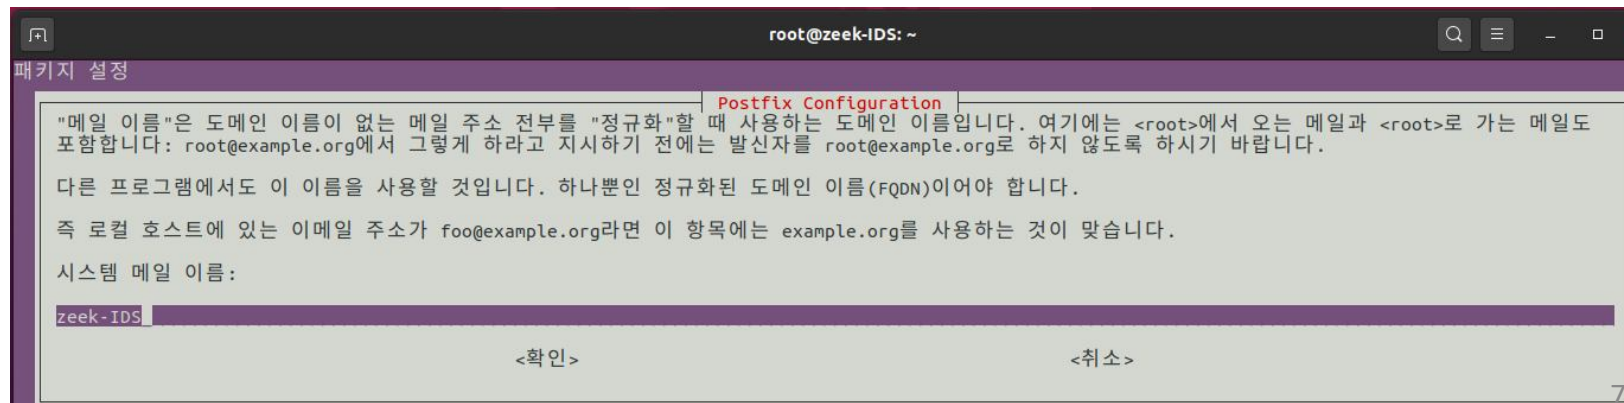 root@zeek-IDS: ~
패키지 설정
Postfix Configuration
"메일 이름"은 도메인 이름이 없는 메일 주소 전부를 "정규화"할 때 사용하는 도메인 이름입니다. 여기에는 <root>에서 오는 메일과 <root>로 가는 메일도
포함합니다: root@example.org에서 그렇게 하라고 지시하기 전에는 발신자를 root@example.org로 하지 않도록 하시기 바랍니다.
다른 프로그램에서도 이 이름을 사용할 것입니다. 하나뿐인 정규화된 도메인 이름(FQDN)이어야 합니다.
즉 로컬 호스트에 있는 이메일 주소가 foo@example.org라면 이 항목에는 example.org를 사용하는 것이 맞습니다.
시스템 메일 이름:
zeek-IDS
<확인> <취소>
7